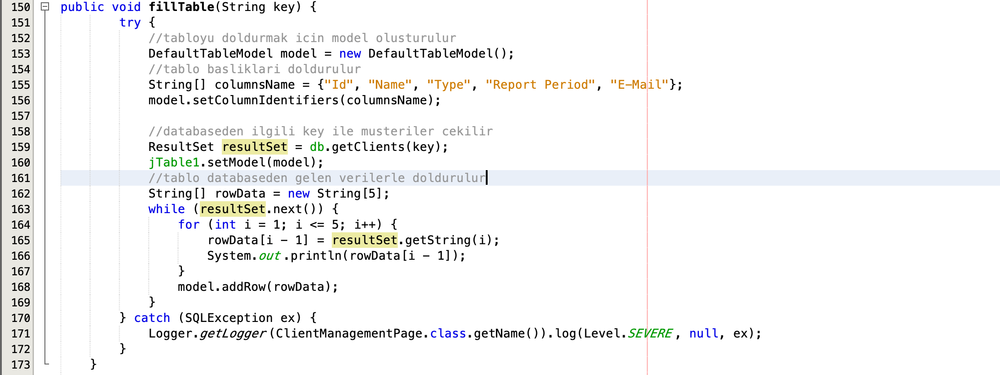 150 public void fillTable(String key) {
151 try {
152 //tabloyu doldurmak icin model olusturulur
153 DefaultTableModel model = new DefaultTableModel();
154 //tablo basliklari doldurulur
155 String[] columnsName = {"Id", "Name", "Type", "Report Period", "E-Mail"};
156 model.setColumnIdentifiers(columnsName);
157
158 //databaseden ilgili key ile musteriler cekilir
159 ResultSet resultSet = db.getClients(key);
160 jTable1.setModel(model);
161 //tablo databaseden gelen verilerle doldurulur
162 String[] rowData = new String[5];
163 while (resultSet.next()) {
164 for (int i = 1; i <= 5; i++) {
165 rowData[i - 1] = resultSet.getString(i);
166 System.out.println(rowData[i - 1]);
167 }
168 model.addRow(rowData);
169 }
170 } catch (SQLException ex) {
171 Logger.getLogger(ClientManagementPage.class.getName()).log(Level.SEVERE, null, ex);
172 }
173 }